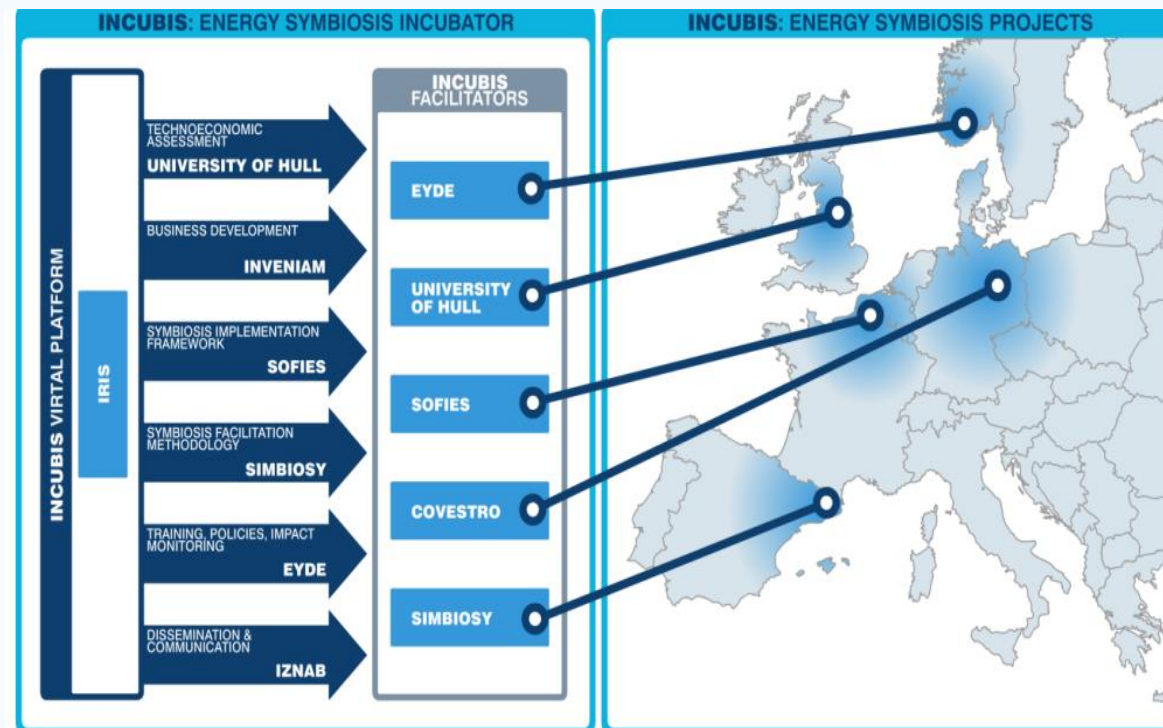 INCUBIS: ENERGY SYMBIOSIS INCUBATOR
INCUBIS VIRTAL PLATFORM
IRIS
TECHNOECONOMIC
ASSESSMENT
UNIVERSITY OF HULL
BUSINESS DEVELOPMENT
INVENIAM
SYMBIOSIS IMPLEMENTATION
FRAMEWORK
SOFIES
SYMBIOSIS FACILITATION
METHODOLOGY
SIMBIOSY
TRAINING, POLICIES, IMPACT
MONITORING
EYDE
DISSEMINATION &
COMMUNICATION
IZNAB
INCUBIS
FACILITATORS
EYDE
UNIVERSITY
OF HULL
SOFIES
COVESTRO
SIMBIOSY
INCUBIS: ENERGY SYMBIOSIS PROJECTS